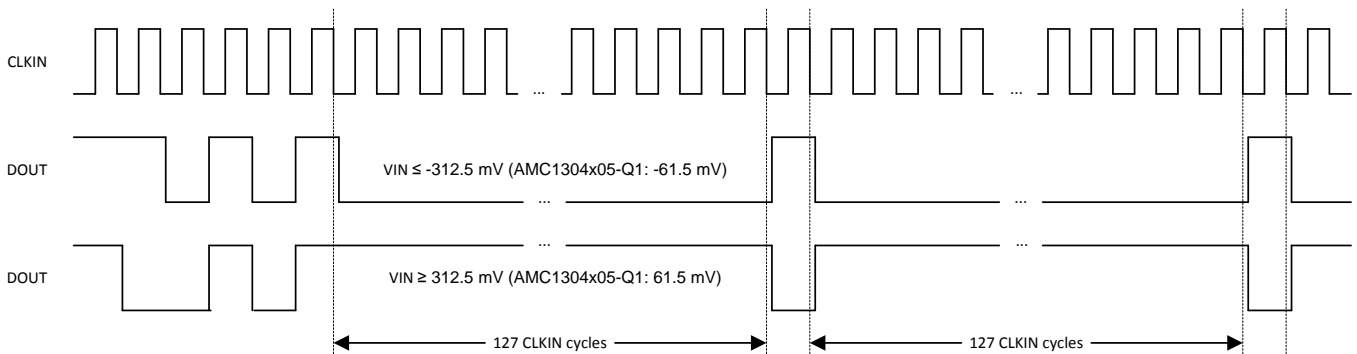 CLKIN
... ...
DOUT
VIN ≤ -312.5 mV (AMC1304x05-Q1: -61.5 mV)
... ...
DOUT
VIN ≥ 312.5 mV (AMC1304x05-Q1: 61.5 mV)
... ...
127 CLKIN cycles
127 CLKIN cycles